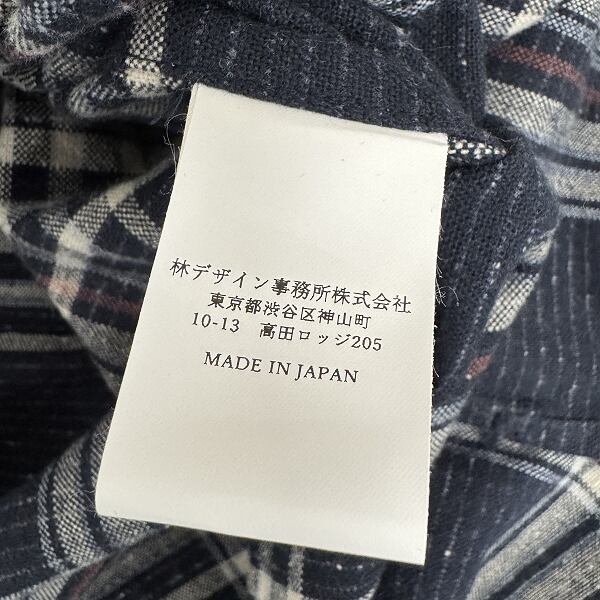 林デザイン事務所株式会社
東京都渋谷区神山町
10-13　高田ロッジ205
MADE IN JAPAN